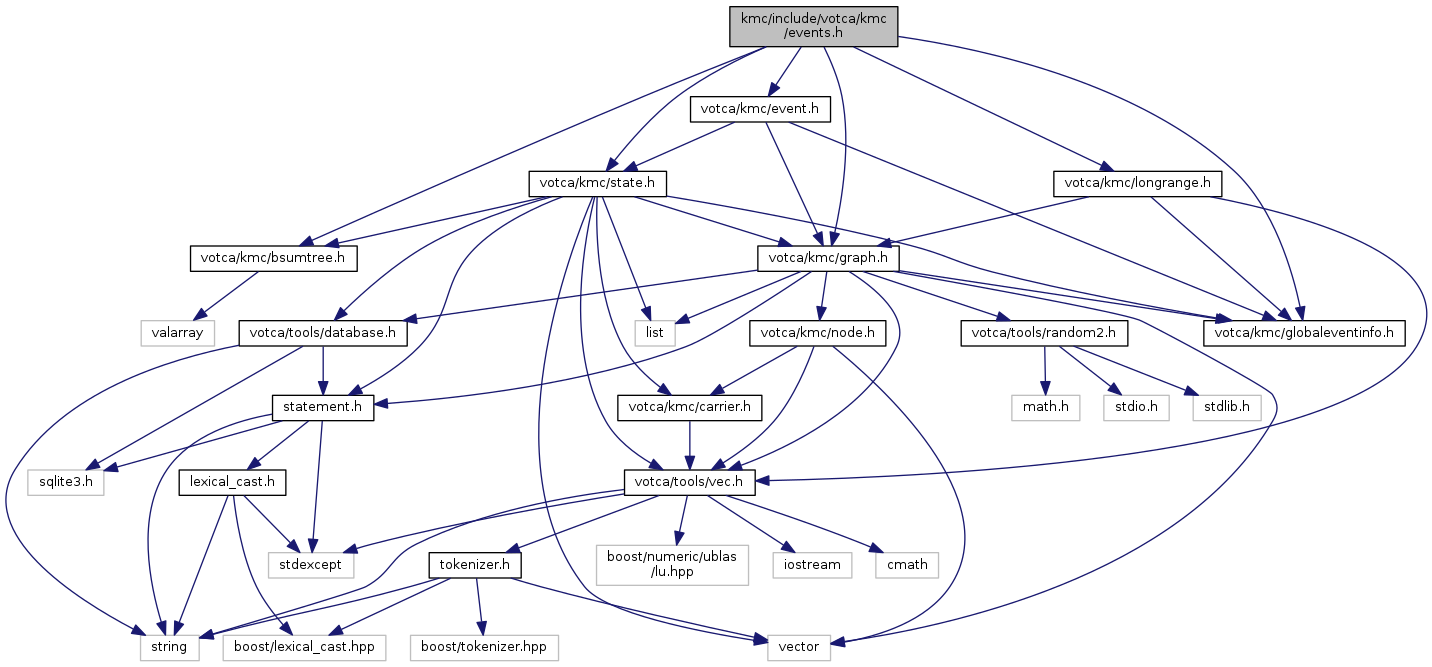 kmc/include/votca/kmc
/events.h
votca/kmc/event.h
votca/kmc/state.h
votca/kmc/longrange.h
votca/kmc/bsumtree.h
votca/kmc/graph.h
valarray
votca/tools/database.h
list
votca/kmc/node.h
votca/tools/random2.h
votca/kmc/globaleventinfo.h
statement.h
votca/kmc/carrier.h
math.h
stdio.h
stdlib.h
sqlite3.h
lexical_cast.h
votca/tools/vec.h
stdexcept
tokenizer.h
boost/numeric/ublas
/lu.hpp
iostream
cmath
string
boost/lexical_cast.hpp
boost/tokenizer.hpp
vector